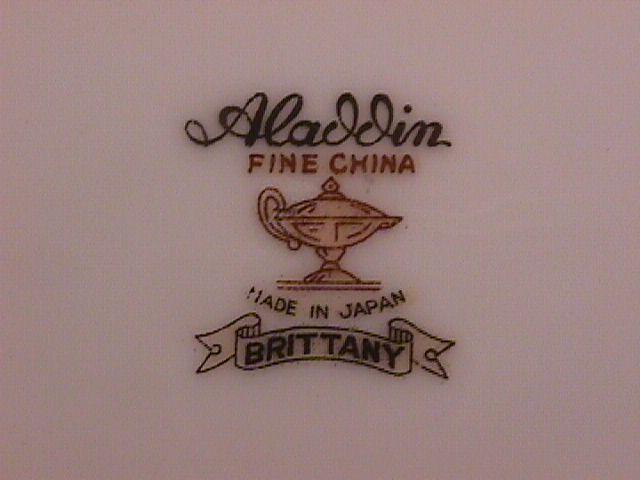 Aladdin
FINE CHINA
MADE IN JAPAN
BRITTANY